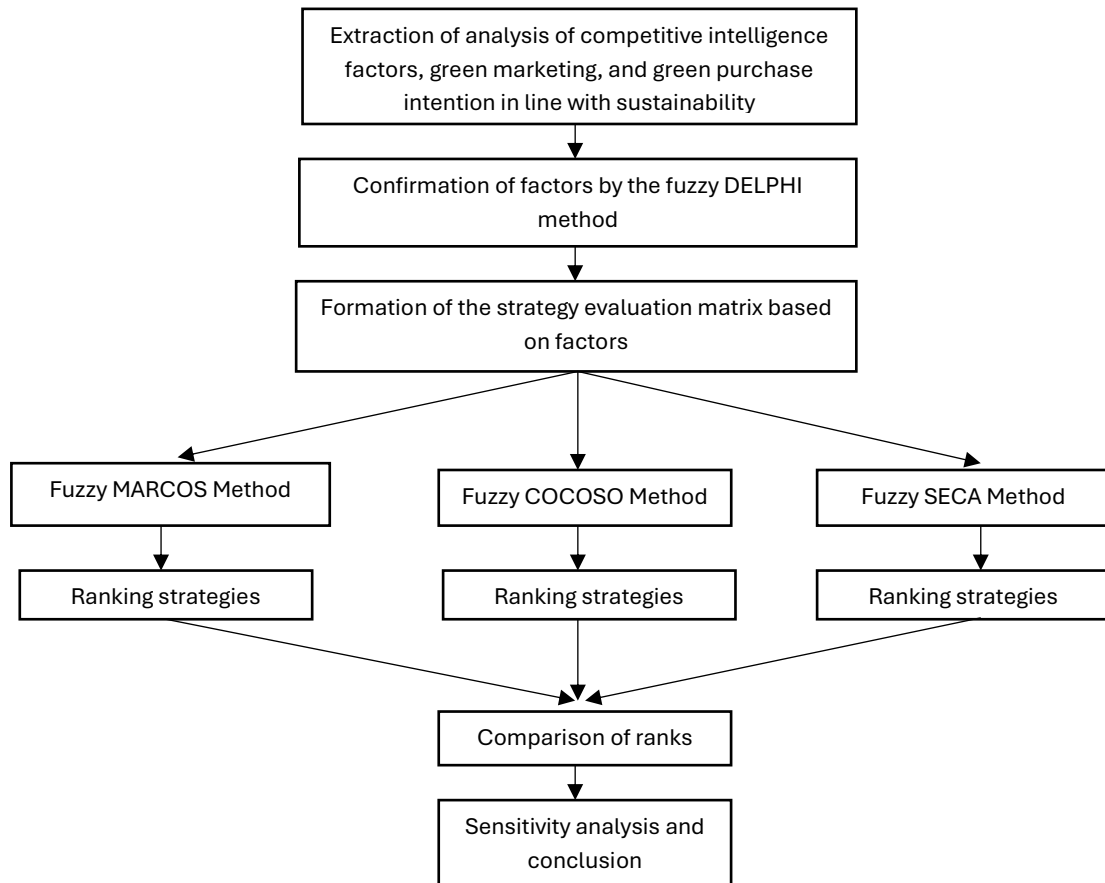 Extraction of analysis of competitive intelligence
factors, green marketing, and green purchase
intention in line with sustainability
Confirmation of factors by the fuzzy DELPHI
method
Formation of the strategy evaluation matrix based
on factors
Fuzzy MARCOS Method
Fuzzy COCOSO Method
Fuzzy SECA Method
Ranking strategies
Ranking strategies
Ranking strategies
Comparison of ranks
Sensitivity analysis and
conclusion